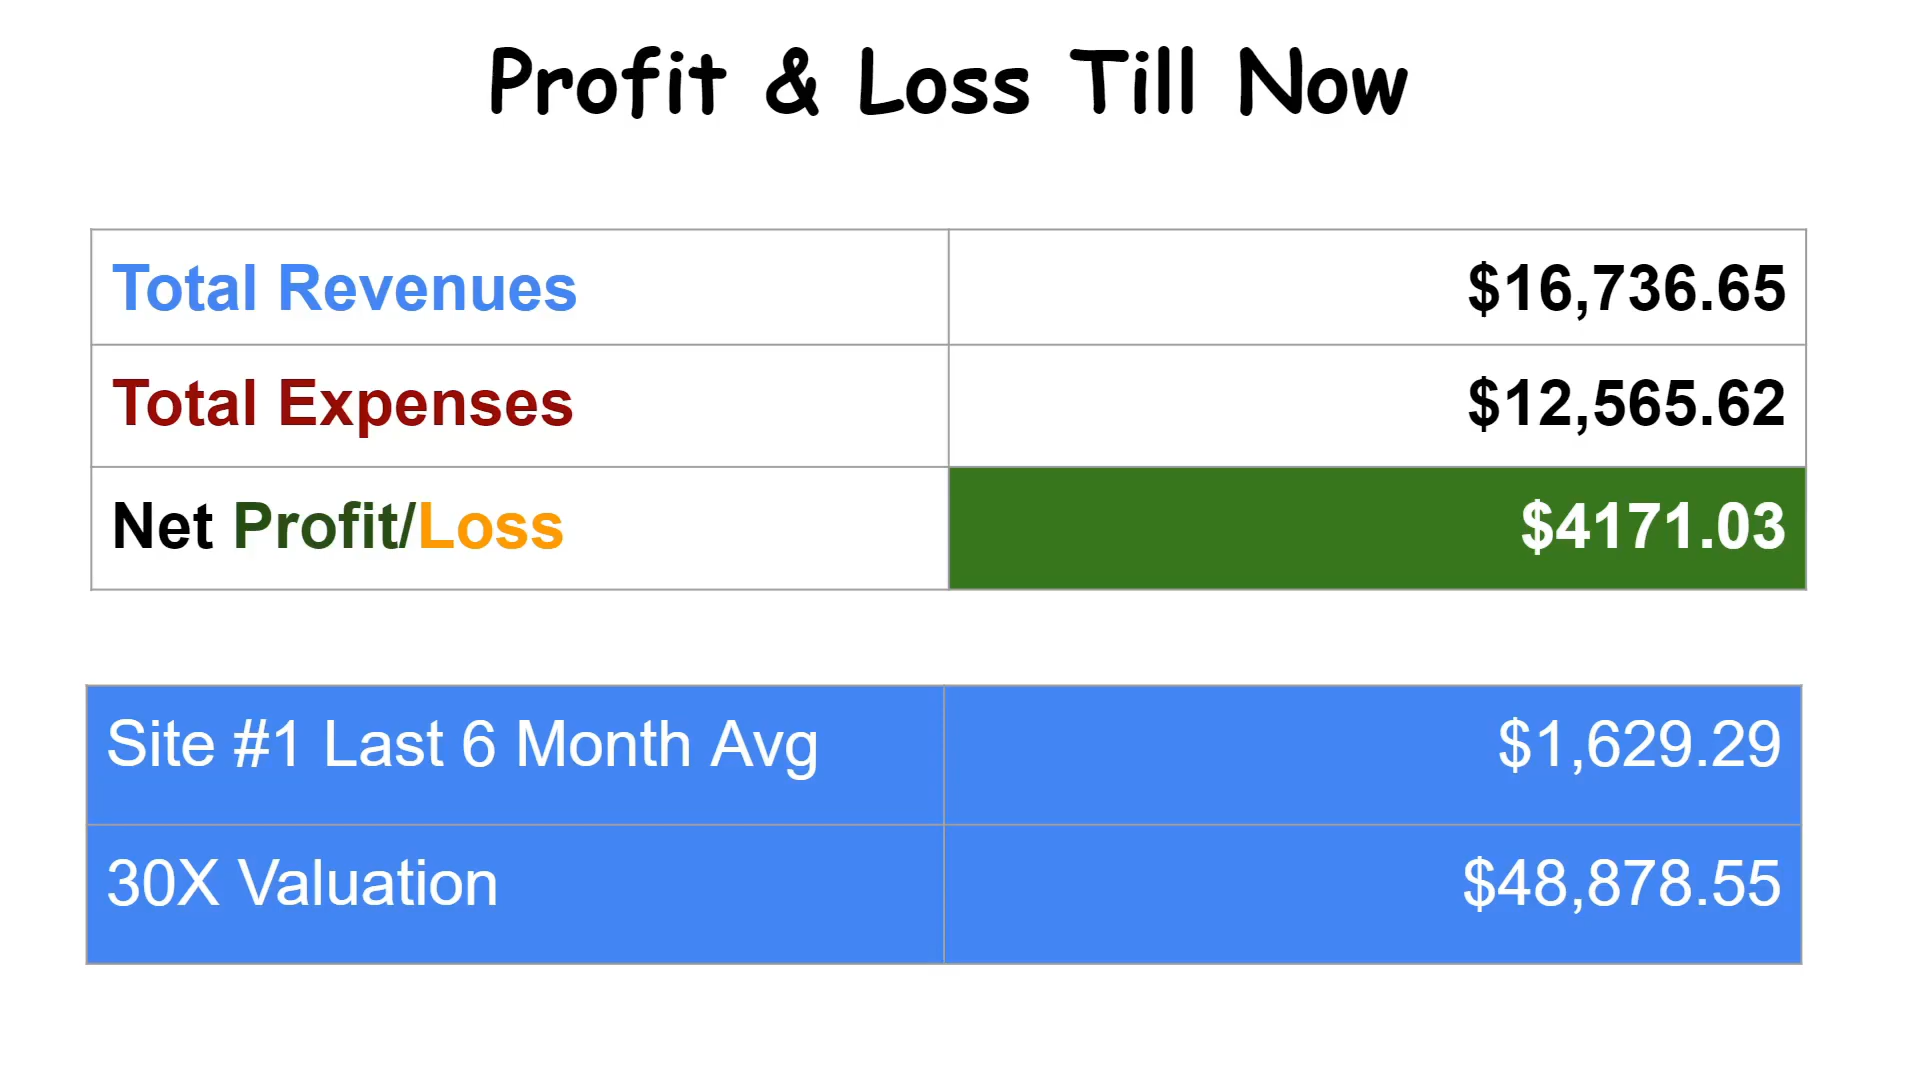 Profit & Loss Till Now
Total Revenues $16,736.65
Total Expenses $12,565.62
Net Profit/Loss $4171.03
Site #1 Last 6 Month Avg $1,629.29
30X Valuation $48,878.55